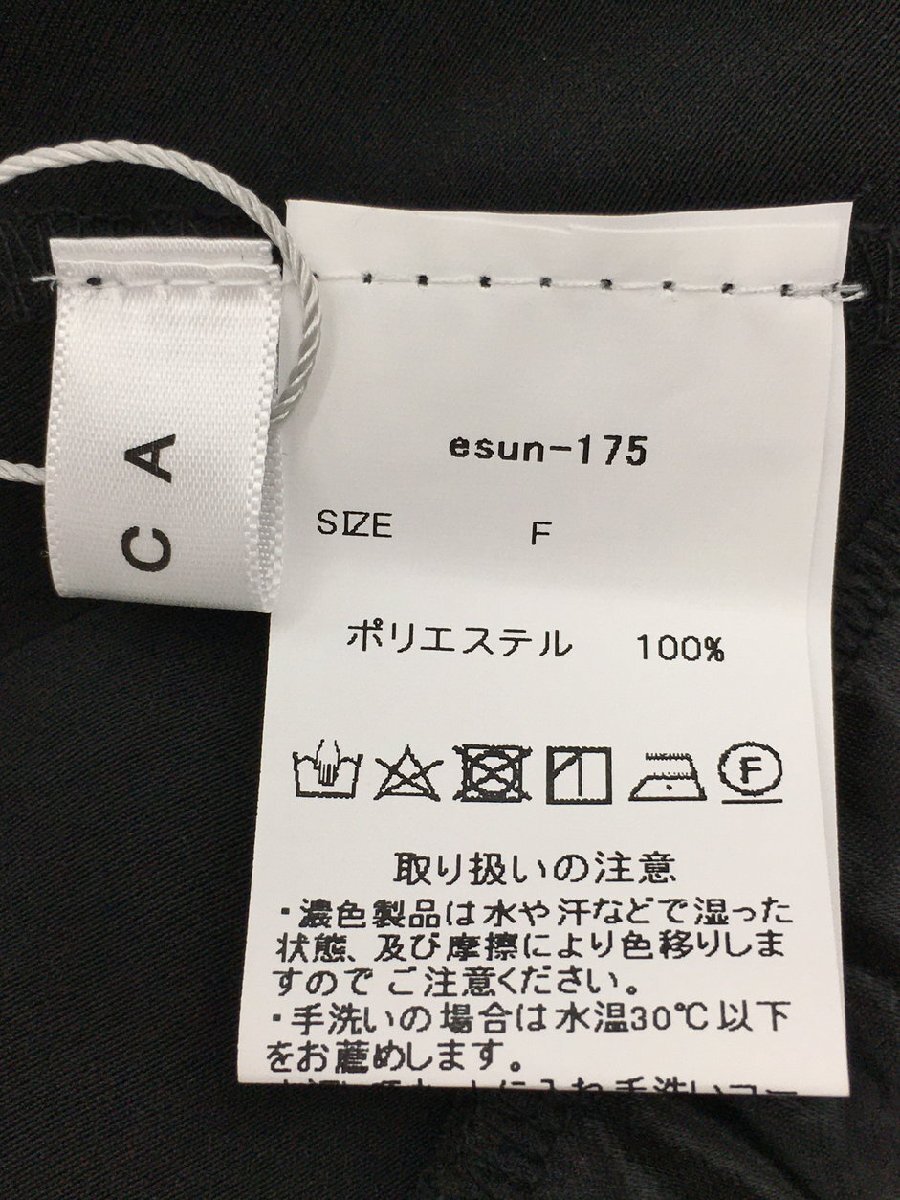 CA
esun-175
SIZE F
ポリエステル 100%
F
取り扱いの注意
・濃色製品は水や汗などで湿った
状態、及び摩擦により色移りしま
すのでご注意ください。
・手洗いの場合は水温30℃以下
をお薦めします。